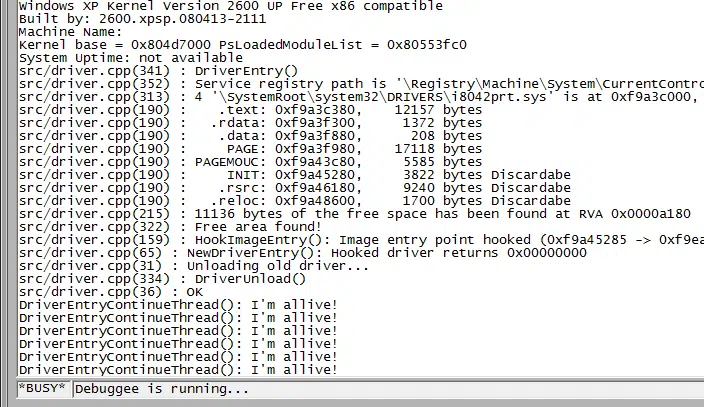 Windows XP Kernel Version 2600 UP Free x86 compatible
Built by: 2600.xpsp.080413-2111
Machine Name:
Kernel base = 0x804d7000 PsLoadedModuleList = 0x80553fc0
System Uptime: not available
src/driver.cpp(341) : DriverEntry()
src/driver.cpp(352) : Service registry path is '\Registry\Machine\System\CurrentContro
src/driver.cpp(313) : 4 '\SystemRoot\system32\DRIVERS\i8042prt.sys' is at 0xf9a3c000,
src/driver.cpp(190) : .text: 0xf9a3c380, 12157 bytes
src/driver.cpp(190) : .rdata: 0xf9a3f300, 1372 bytes
src/driver.cpp(190) : .data: 0xf9a3f880, 208 bytes
src/driver.cpp(190) : PAGE: 0xf9a3f980, 17118 bytes
src/driver.cpp(190) : PAGEMOUC: 0xf9a43c80, 5585 bytes
src/driver.cpp(190) : INIT: 0xf9a45280, 3822 bytes Discardabe
src/driver.cpp(190) : .rsrc: 0xf9a46180, 9240 bytes Discardabe
src/driver.cpp(190) : .reloc: 0xf9a48600, 1700 bytes Discardabe
src/driver.cpp(215) : 11136 bytes of the free space has been found at RVA 0x0000a180
src/driver.cpp(322) : Free area found!
src/driver.cpp(159) : HookImageEntry(): Image entry point hooked (0xf9a45285 -> 0xf9ea
src/driver.cpp(65) : NewDriverEntry(): Hooked driver returns 0x00000000
src/driver.cpp(31) : Unloading old driver...
src/driver.cpp(334) : DriverUnload()
src/driver.cpp(36) : OK
DriverEntryContinueThread(): I'm allive!
DriverEntryContinueThread(): I'm allive!
DriverEntryContinueThread(): I'm allive!
DriverEntryContinueThread(): I'm allive!
DriverEntryContinueThread(): I'm allive!
DriverEntryContinueThread(): I'm allive!
*BUSY* Debuggee is running...